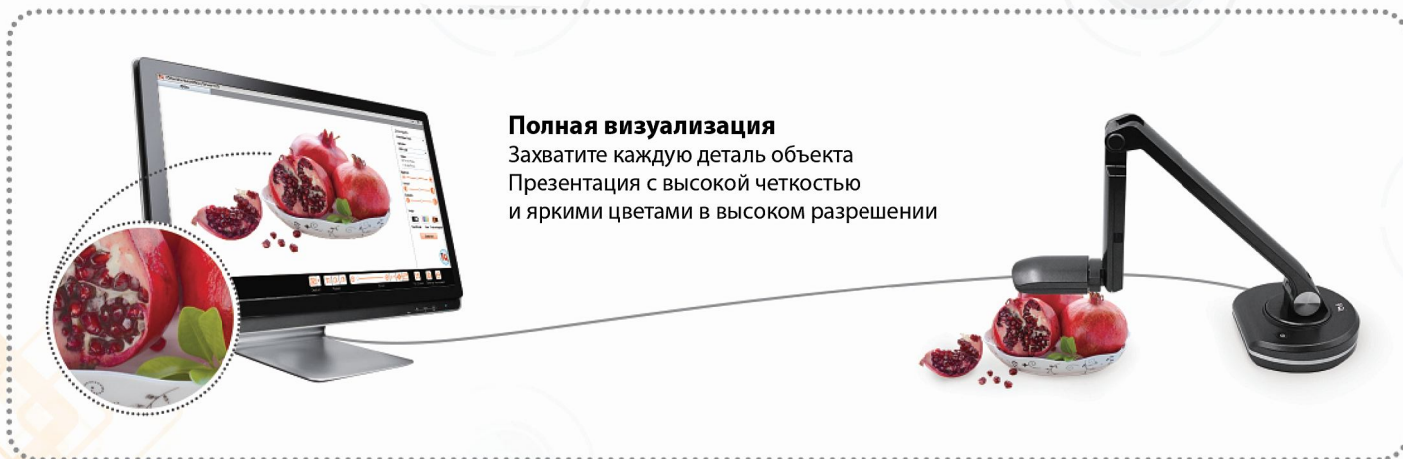 Полная визуализация
Захватите каждую деталь объекта
Презентация с высокой четкостью
и яркими цветами в высоком разрешении